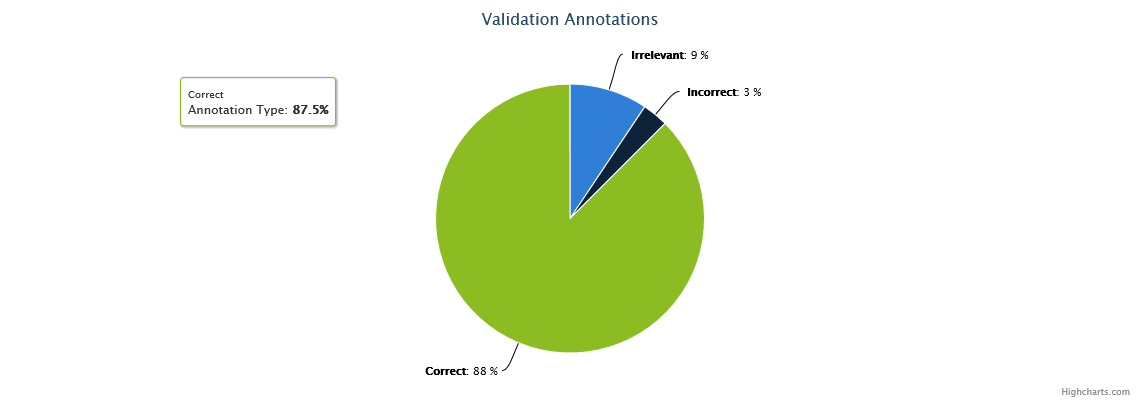 Validation Annotations
Irrelevant: 9 %
Correct
Annotation Type: 87.5%
Incorrect: 3 %
Correct: 88 %
Highcharts.com